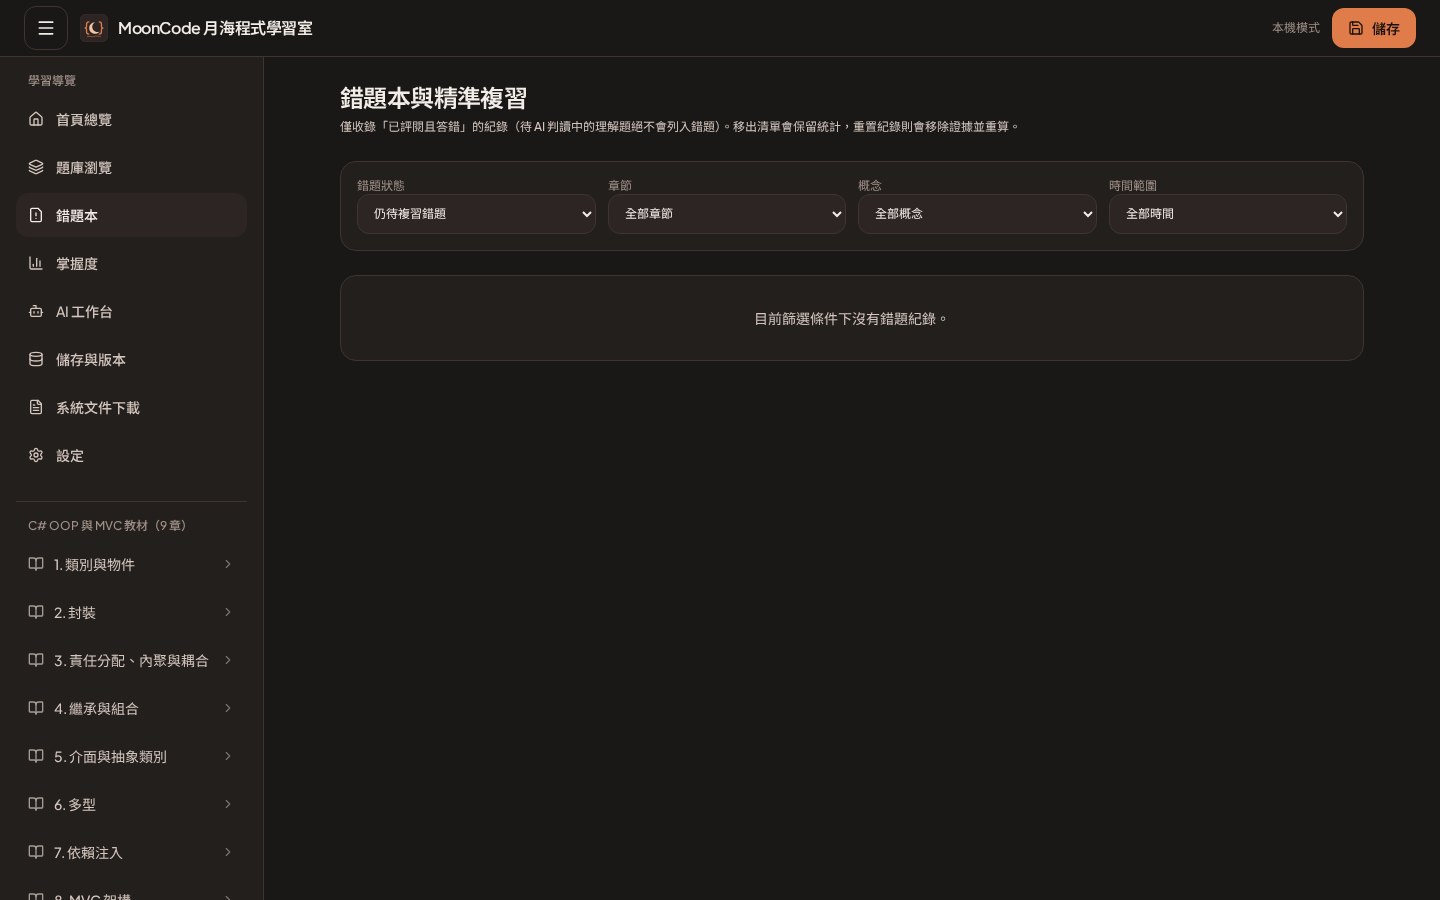 MoonCode 月海程式學習室
本機模式
儲存
學習導覽
首頁總覽
題庫瀏覽
錯題本
掌握度
AI 工作台
儲存與版本
系統文件下載
設定
C# OOP 與 MVC 教材（9 章）
1. 類別與物件
2. 封裝
3. 責任分配、內聚與耦合
4. 繼承與組合
5. 介面與抽象類別
6. 多型
7. 依賴注入
8. MVC 架構
錯題本與精準複習
僅收錄「已評閱且答錯」的紀錄（待 AI 判讀中的理解題絕不會列入錯題）。移出清單會保留統計，重置紀錄則會移除證據並重算。
錯題狀態
仍待複習錯題
章節
全部章節
概念
全部概念
時間範圍
全部時間
目前篩選條件下沒有錯題紀錄。